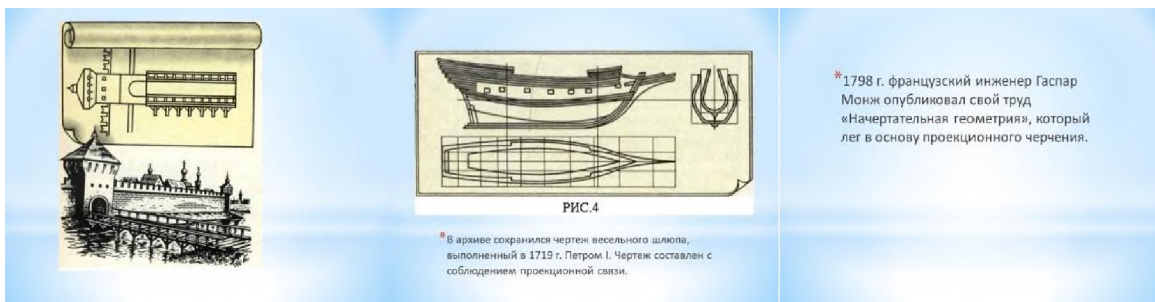 РИС.4
*В архиве сохранился чертеж весельного шлюпа,
выполненный в 1719 г. Петром I. Чертеж составлен с
соблюдением проекционной связи.
*1798 г. французский инженер Гаспар
Монж опубликовал свой труд
«Начертательная геометрия», который
лег в основу проекционного черчения.